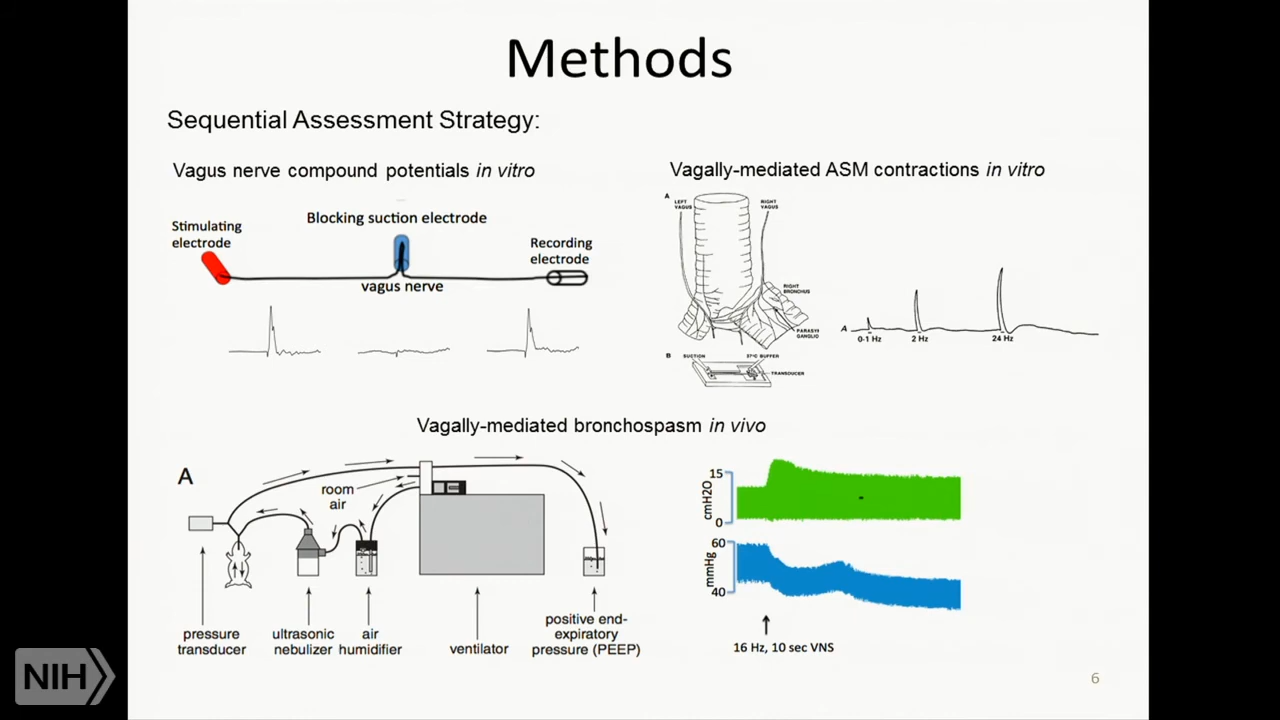 Methods
Sequential Assessment Strategy:
Vagus nerve compound potentials in vitro
Stimulating
electrode
Blocking suction electrode
Recording
electrode
vagus nerve
Vagally-mediated ASM contractions in vitro
A
LEFT
VAGUS
RIGHT
VAGUS
RIGHT
BRONCHUS
PARASYI
GANGLIO
B
SUCTION
37°C BUFFER
TRANSDUCER
A
0-1 Hz
2 Hz
24 Hz
Vagally-mediated bronchospasm in vivo
A
room
air
pressure
transducer
ultrasonic
nebulizer
air
humidifier
ventilator
positive end-
expiratory
pressure (PEEP)
15
cmH2O
0
60
mmHg
40
16 Hz, 10 sec VNS
NIH
6